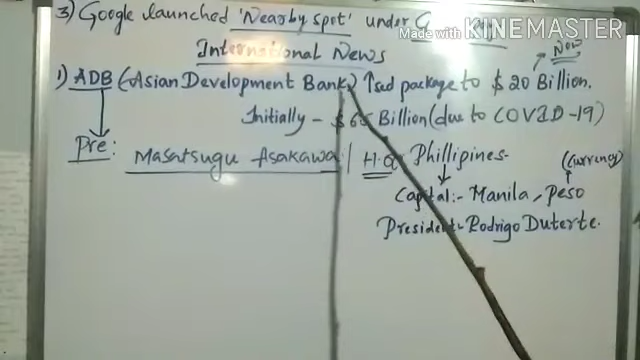 3) Google launched 'Nearby spot' under G
Made with KINEMASTER
International News
Now
1) ADB (Asian Development Bank) ↑sed package to $ 20 Billion.
Initially - $ 6.5 Billion (due to COVID-19)
Pre: Masatsugu Asakawa / H.Q Phillipines-
(Currency)
Capital:- Manila, Peso
President:- Rodrigo Duterte.